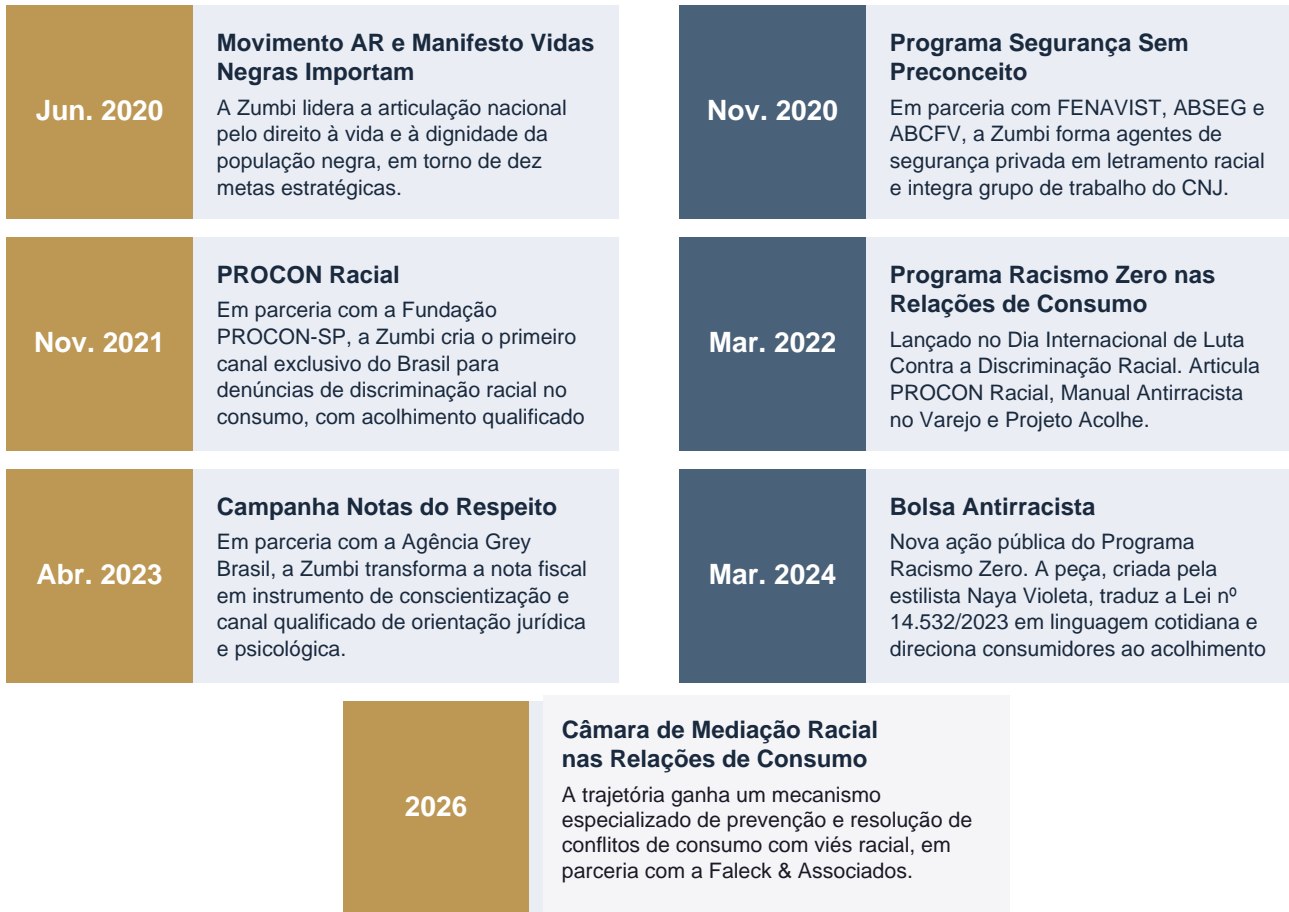 Jun. 2020
Movimento AR e Manifesto Vidas
Negras Importam
A Zumbi lidera a articulação nacional
pelo direito à vida e à dignidade da
população negra, em torno de dez
metas estratégicas.
Nov. 2020
Programa Segurança Sem
Preconceito
Em parceria com FENAVIST, ABSEG e
ABCFV, a Zumbi forma agentes de
segurança privada em letramento racial
e integra grupo de trabalho do CNJ.
Nov. 2021
PROCON Racial
Em parceria com a Fundação
PROCON-SP, a Zumbi cria o primeiro
canal exclusivo do Brasil para
denúncias de discriminação racial no
consumo, com acolhimento qualificado
Mar. 2022
Programa Racismo Zero nas
Relações de Consumo
Lançado no Dia Internacional de Luta
Contra a Discriminação Racial. Articula
PROCON Racial, Manual Antirracista
no Varejo e Projeto Acolhe.
Abr. 2023
Campanha Notas do Respeito
Em parceria com a Agência Grey
Brasil, a Zumbi transforma a nota fiscal
em instrumento de conscientização e
canal qualificado de orientação jurídica
e psicológica.
Mar. 2024
Bolsa Antirracista
Nova ação pública do Programa
Racismo Zero. A peça, criada pela
estilista Naya Violeta, traduz a Lei nº
14.532/2023 em linguagem cotidiana e
direciona consumidores ao acolhimento
2026
Câmara de Mediação Racial
nas Relações de Consumo
A trajetória ganha um mecanismo
especializado de prevenção e resolução de
conflitos de consumo com viés racial, em
parceria com a Faleck & Associados.